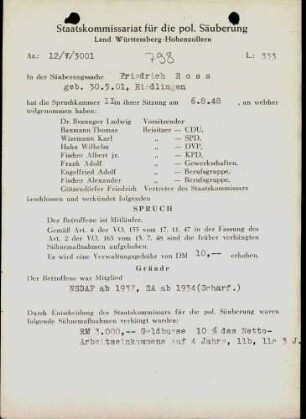 Staatskommissariat für die pol. Säuberung
Land Württemberg-Hohenzollern
Az.: 12/V/3001 798 L: 333
In der Säuberungssache Friedrich Ross
geb. 30.5.01, Riedlingen
hat die Spruchkammer II in ihrer Sitzung am 6.8.48, an welcher
teilgenommen haben:
Dr. Ludwig Vorsitzender
Baumann Thomas Beisitzer — CDU,
Wizemann Karl „ — SPD,
Hahn Wilhelm „ — DVP,
Fischer Albert jr. „ — KPD,
Frank Adolf „ — Gewerkschaften,
Engelfried Adolf „ — Berufsgruppe,
Fischer Alexander „ — Berufsgruppe,
Götzendörfer Friedrich Vertreter des Staatskommissars
beschlossen und verkündet folgenden
SPRUCH
Der Betroffene ist Mitläufer.
Gemäß Art. 4 der VO. 133 vom 17. 11. 47 in der Fassung des
Art. 2 der VO. 165 vom 13. 7. 48 sind die früher verhängten
Sühnemaßnahmen aufgehoben.
Es wird eine Verwaltungsgebühr von DM 10,-- erhoben.
Gründe
Der Betroffene war Mitglied
NSDAP ab 1937, SA ab 1934(Scharf.)
Durch Entscheidung des Staatskommissars für die pol. Säuberung waren
folgende Sühnemaßnahmen verhängt worden:
RM 3.000,-- Geldbusse 10 % des Netto-
Arbeitseinkommens auf 4 Jahre, 11b, 11c 3 J.